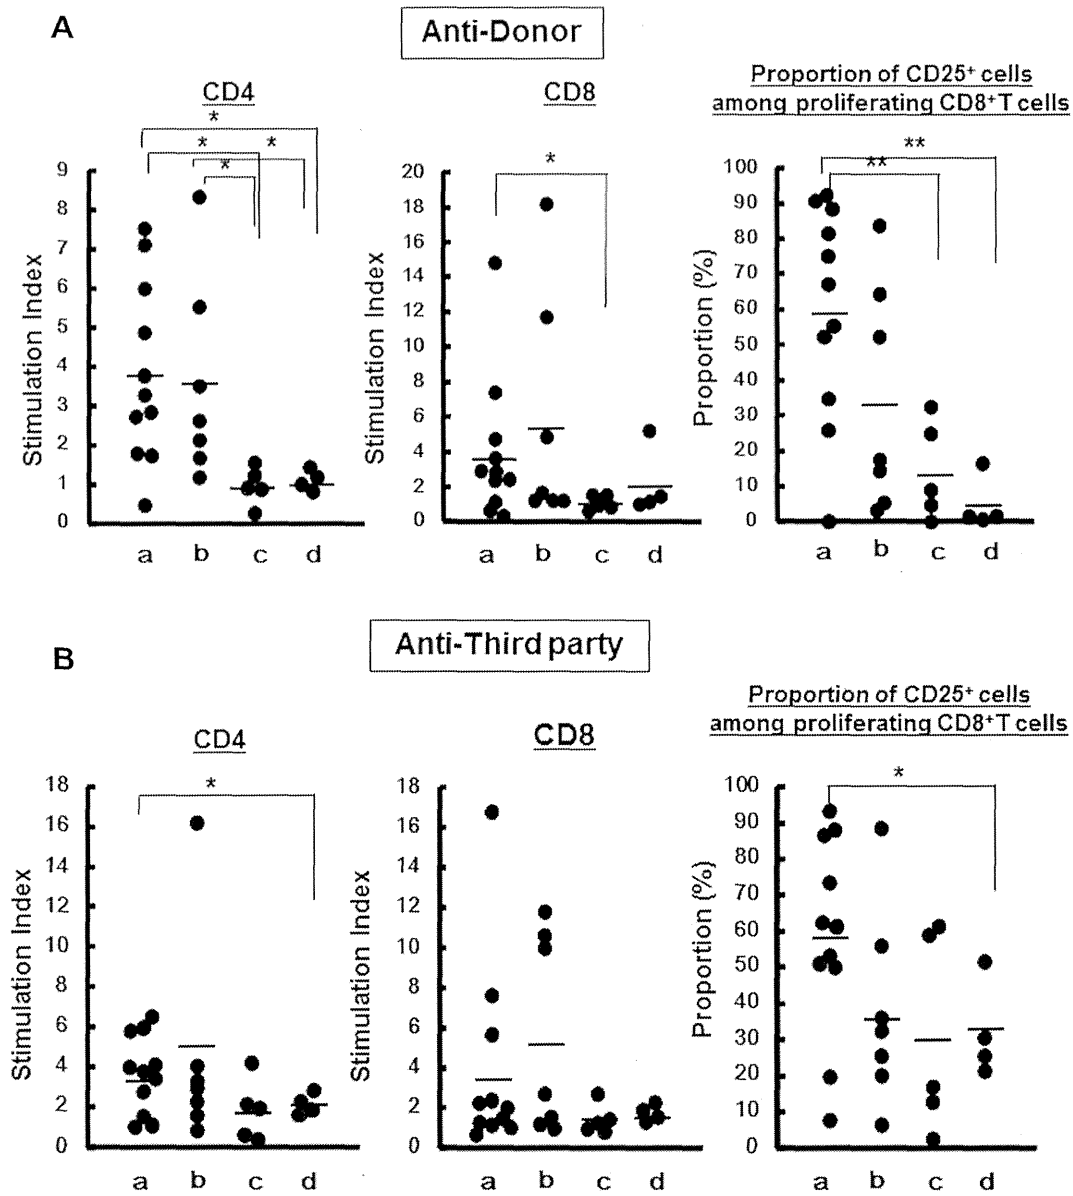 A
Anti-Donor
CD4
CD8
Proportion of CD25+ cells
among proliferating CD8+T cells
*
* *
*
*
**
**
Stimulation Index
9
8
7
6
5
4
3
2
1
0
a b c d
Stimulation Index
20
18
16
14
12
10
8
6
4
2
0
a b c d
Proportion (%)
100
90
80
70
60
50
40
30
20
10
0
a b c d
B
Anti-Third party
CD4
CD8
Proportion of CD25+ cells
among proliferating CD8+T cells
*
*
Stimulation Index
18
16
14
12
10
8
6
4
2
0
a b c d
Stimulation Index
18
16
14
12
10
8
6
4
2
0
a b c d
Proportion (%)
100
90
80
70
60
50
40
30
20
10
0
a b c d